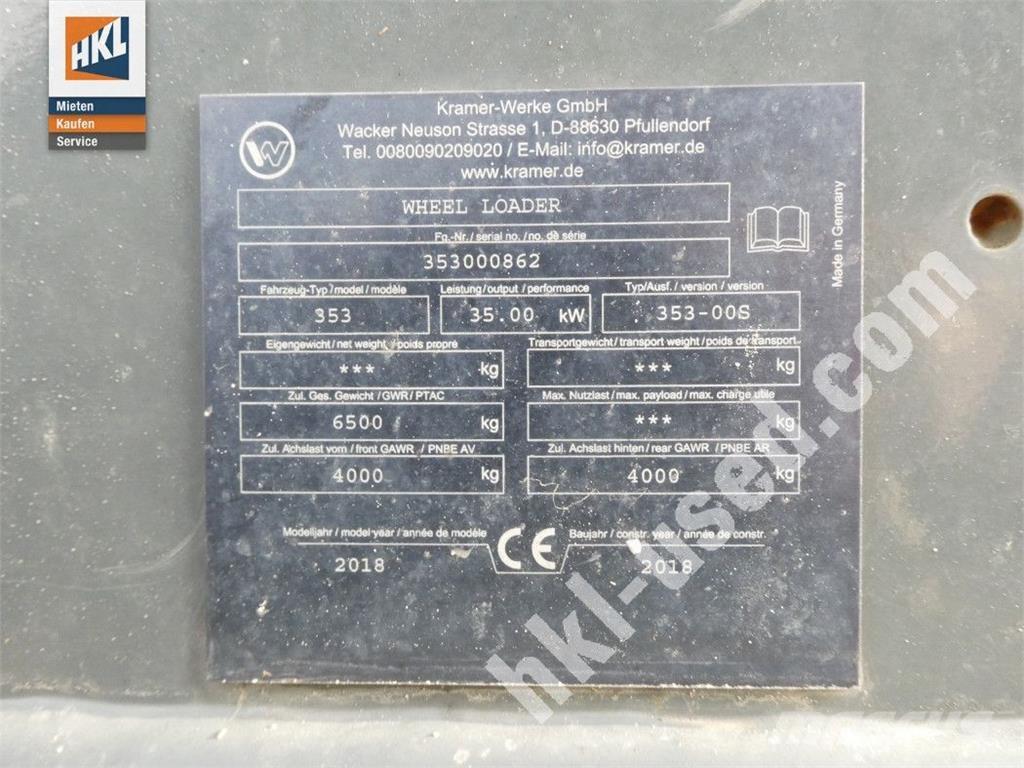 HKL
Mieten
Kaufen
Service
Kramer-Werke GmbH
Wacker Neuson Strasse 1, D-88630 Pfullendorf
Tel. 0080090209020 / E-Mail: info@kramer.de
www.kramer.de
WHEEL LOADER
Made in Germany
Fg.-Nr./ serial no. /no. de série
353000862
Fahrzeug-Typ/model/ modèle Leistung/output / performance Typ/Ausf. / version / version
353 35.00 kW 353-00S
Eigengewicht / net weight / poids propre Transportgewicht / transport weight / poids de transport
*** kg *** kg
Zul. Ges. Gewicht / GWR / PTAC Max. Nutzlast / max. payload / max. charge utile
6500 kg *** kg
Zul. Achslast vorn / front GAWR / PNBE AV Zul. Achslast hinten / rear GAWR / PNBE AR
4000 kg 4000 kg
Modelljahr / model year / année de modèle CE Baujahr / constr. year / année de constr.
2018 2018
hkl-used.com